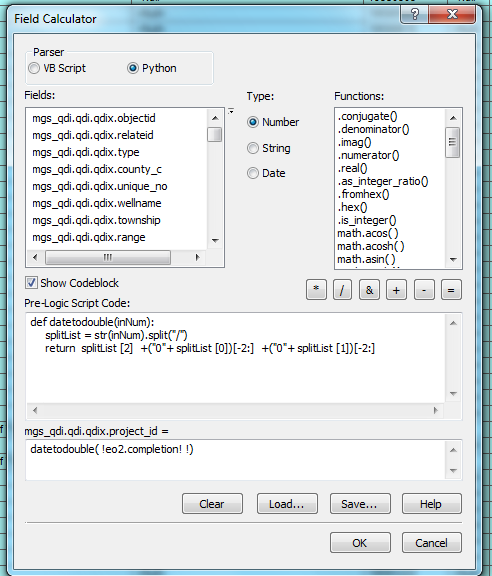 Field Calculator
Parser
VB Script
Python
Fields:
mgs_qdi.qdi.qdix.objectid
mgs_qdi.qdi.qdix.relateid
mgs_qdi.qdi.qdix.type
mgs_qdi.qdi.qdix.county_c
mgs_qdi.qdi.qdix.unique_no
mgs_qdi.qdi.qdix.wellname
mgs_qdi.qdi.qdix.township
mgs_qdi.qdi.qdix.range
Type:
Number
String
Date
Functions:
.conjugate()
.denominator()
.imag()
.numerator()
.real()
.as_integer_ratio()
.fromhex()
.hex()
.is_integer()
math.acos( )
math.acosh( )
math.asin( )
Show Codeblock
* / & + - =
Pre-Logic Script Code:
def datetodouble(inNum):
splitList = str(inNum).split("/")
return splitList [2] +("0"+ splitList [0])[-2:] +("0"+ splitList [1])[-2:]
mgs_qdi.qdi.qdix.project_id =
datetodouble( !eo2.completion! !)
Clear
Load...
Save...
Help
OK
Cancel